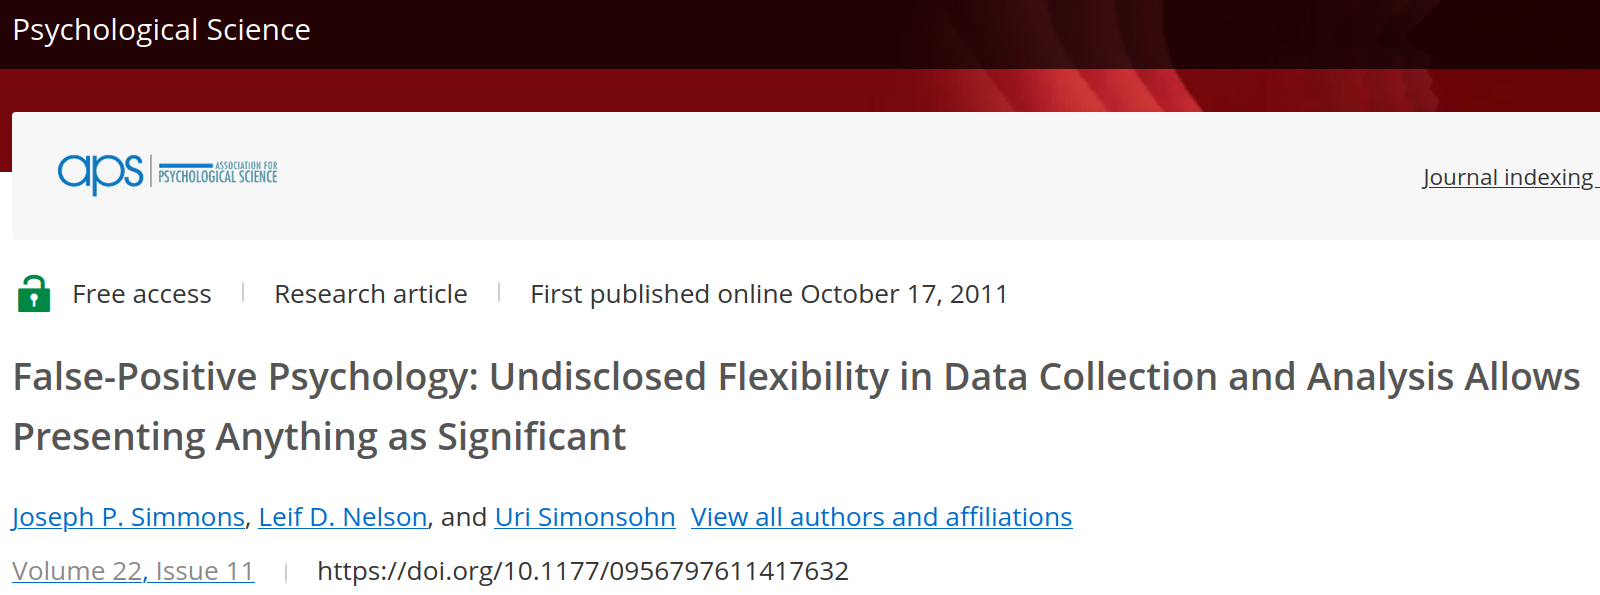 Psychological Science
aps
ASSOCIATION FOR
PSYCHOLOGICAL SCIENCE
Journal indexing
Free access | Research article | First published online October 17, 2011
False-Positive Psychology: Undisclosed Flexibility in Data Collection and Analysis Allows
Presenting Anything as Significant
Joseph P. Simmons, Leif D. Nelson, and Uri Simonsohn View all authors and affiliations
Volume 22, Issue 11 | https://doi.org/10.1177/0956797611417632